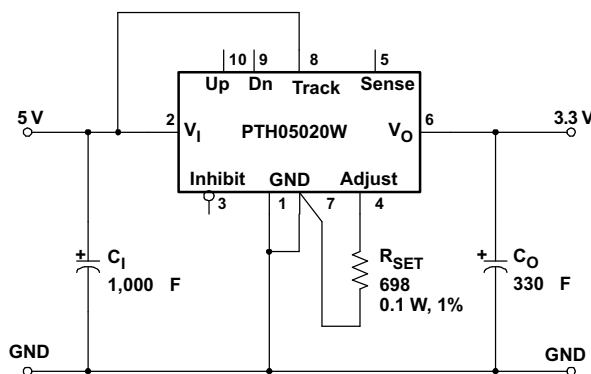 10 9 8 5
Up Dn Track Sense
5 V 2 VI PTH05020W VO 6 3.3 V
Inhibit GND Adjust
3 1 7 4
CI
1,000 F
RSET
698
0.1 W, 1%
CO
330 F
GND GND